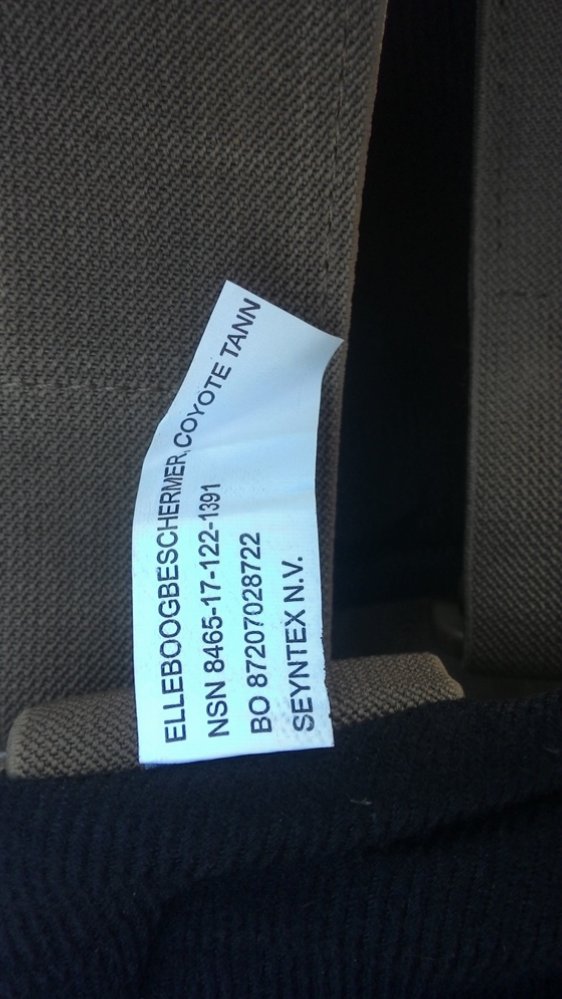 ELLEBOOGBESCHERMER, COYOTE TANN
NSN 8465-17-122-1391
BO 87207028722
SEYNTEX N.V.